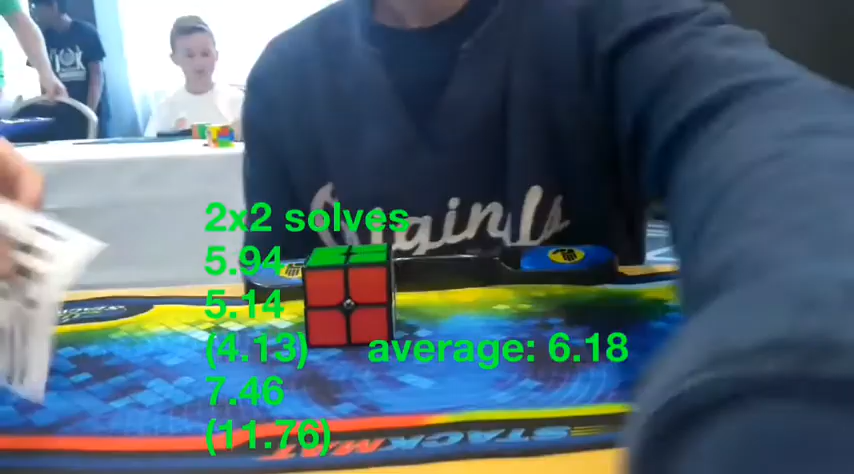 2x2 solves
5.94
5.14
(4.13) average: 6.18
7.46
(11.76)
STACKMAT